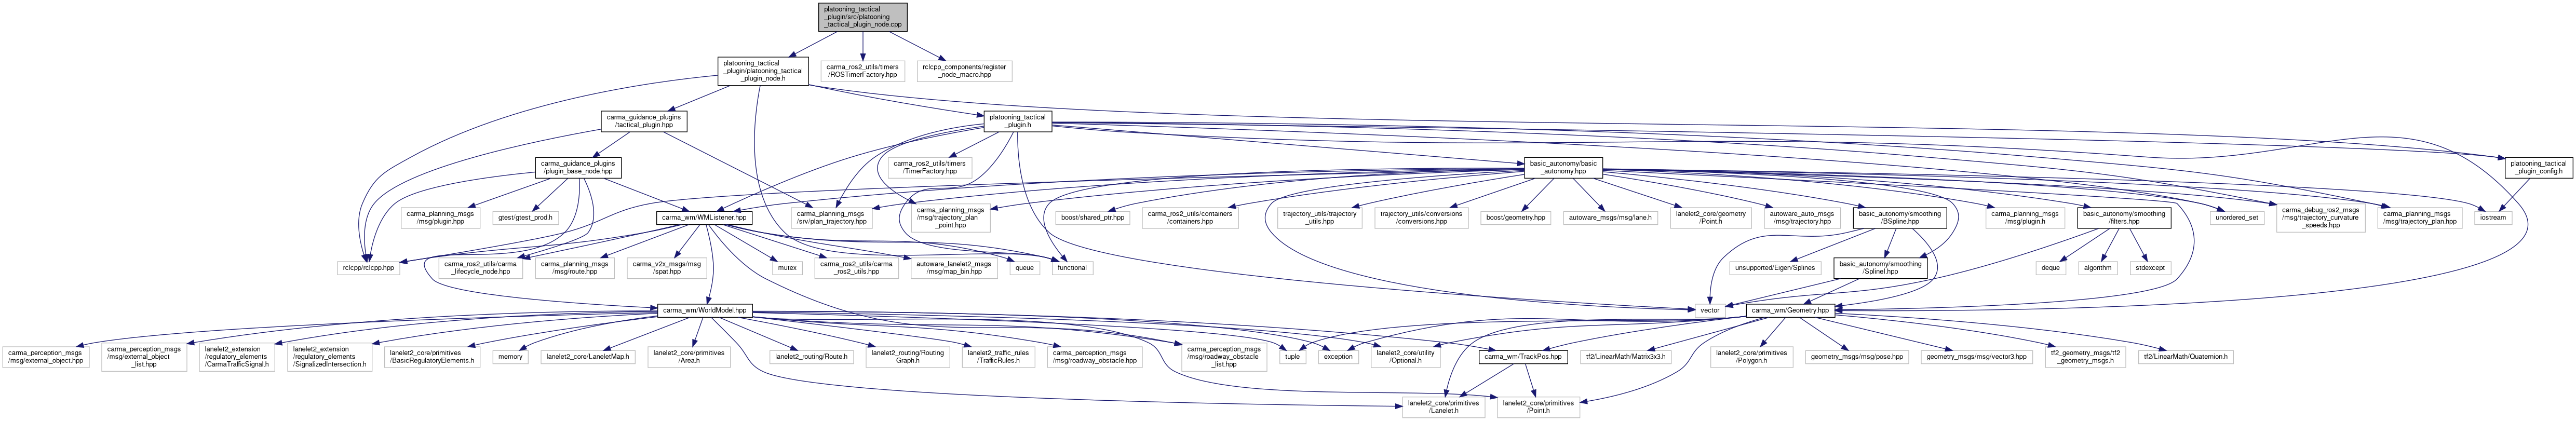 platooning_tactical
_plugin/src/platooning
_tactical_plugin_node.cpp
platooning_tactical
_plugin/platooning_tactical
_plugin_node.h
carma_ros2_utils/timers
/ROSTimerFactory.hpp
rclcpp_components/register
_node_macro.hpp
carma_guidance_plugins
/tactical_plugin.hpp
platooning_tactical
_plugin.h
carma_guidance_plugins
/plugin_base_node.hpp
carma_ros2_utils/timers
/TimerFactory.hpp
basic_autonomy/basic
_autonomy.hpp
platooning_tactical
_plugin_config.h
carma_planning_msgs
/msg/plugin.hpp
gtest/gtest_prod.h
carma_wm/WMListener.hpp
carma_planning_msgs
/srv/plan_trajectory.hpp
carma_planning_msgs
/msg/trajectory_plan
_point.hpp
boost/shared_ptr.hpp
carma_ros2_utils/containers
/containers.hpp
trajectory_utils/trajectory
_utils.hpp
trajectory_utils/conversions
/conversions.hpp
boost/geometry.hpp
autoware_msgs/msg/lane.h
lanelet2_core/geometry
/Point.h
autoware_auto_msgs
/msg/trajectory.hpp
basic_autonomy/smoothing
/BSpline.hpp
carma_planning_msgs
/msg/plugin.h
basic_autonomy/smoothing
/filters.hpp
unordered_set
carma_debug_ros2_msgs
/msg/trajectory_curvature
_speeds.hpp
carma_planning_msgs
/msg/trajectory_plan.hpp
iostream
rclcpp/rclcpp.hpp
carma_ros2_utils/carma
_lifecycle_node.hpp
carma_planning_msgs
/msg/route.hpp
carma_v2x_msgs/msg
/spat.hpp
mutex
carma_ros2_utils/carma
_ros2_utils.hpp
autoware_lanelet2_msgs
/msg/map_bin.hpp
queue
functional
unsupported/Eigen/Splines
basic_autonomy/smoothing
/SplineI.hpp
deque
algorithm
stdexcept
carma_wm/WorldModel.hpp
vector
carma_wm/Geometry.hpp
carma_perception_msgs
/msg/external_object.hpp
carma_perception_msgs
/msg/external_object
_list.hpp
lanelet2_extension
/regulatory_elements
/CarmaTrafficSignal.h
lanelet2_extension
/regulatory_elements
/SignalizedIntersection.h
lanelet2_core/primitives
/BasicRegulatoryElements.h
memory
lanelet2_core/LaneletMap.h
lanelet2_core/primitives
/Area.h
lanelet2_routing/Route.h
lanelet2_routing/Routing
Graph.h
lanelet2_traffic_rules
/TrafficRules.h
carma_perception_msgs
/msg/roadway_obstacle.hpp
carma_perception_msgs
/msg/roadway_obstacle
_list.hpp
tuple
exception
lanelet2_core/utility
/Optional.h
carma_wm/TrackPos.hpp
tf2/LinearMath/Matrix3x3.h
lanelet2_core/primitives
/Polygon.h
geometry_msgs/msg/pose.hpp
geometry_msgs/msg/vector3.hpp
tf2_geometry_msgs/tf2
_geometry_msgs.h
tf2/LinearMath/Quaternion.h
lanelet2_core/primitives
/Lanelet.h
lanelet2_core/primitives
/Point.h